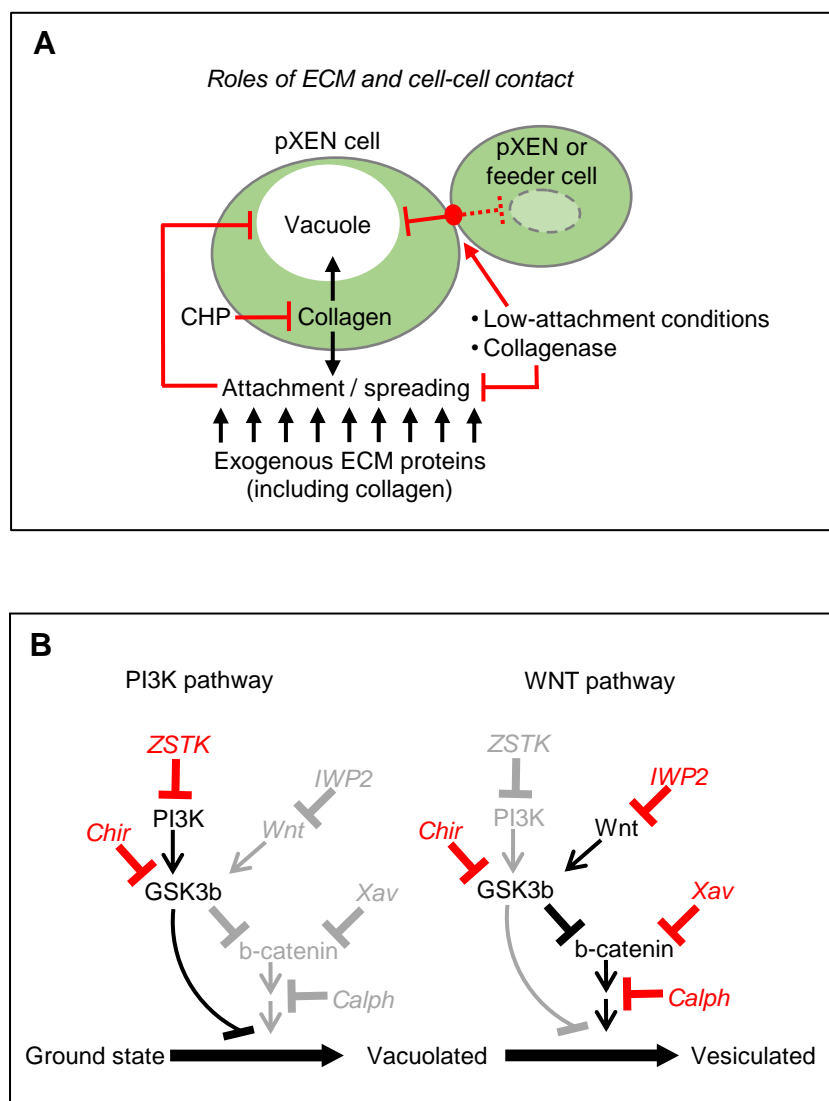 A
Roles of ECM and cell-cell contact
pXEN cell
pXEN or
feeder cell
Vacuole
CHP
Collagen
• Low-attachment conditions
• Collagenase
Attachment / spreading
Exogenous ECM proteins
(including collagen)
B
PI3K pathway
WNT pathway
ZSTK
IWP2
PI3K
Wnt
Chir
GSK3b
Xav
b-catenin
Calph
ZSTK
IWP2
PI3K
Wnt
Chir
GSK3b
Xav
b-catenin
Calph
Ground state
Vacuolated
Vesiculated